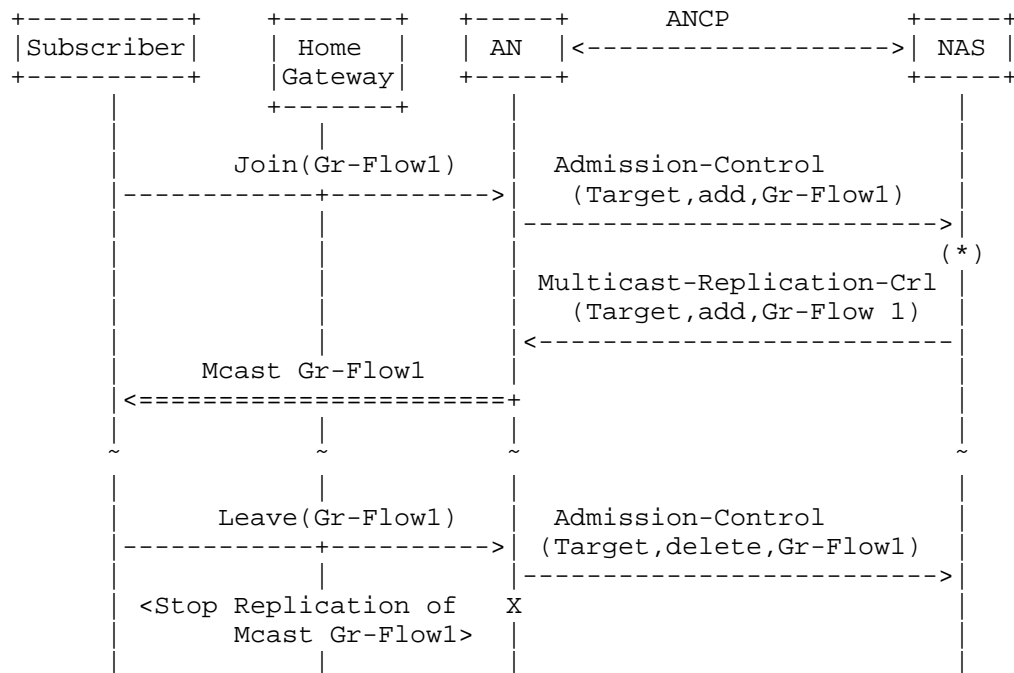 ANCP
Subscriber Home AN NAS
Gateway
Join(Gr-Flow1) Admission-Control
(Target,add,Gr-Flow1)
(*)
Multicast-Replication-Crl
(Target,add,Gr-Flow 1)
Mcast Gr-Flow1
Leave(Gr-Flow1) Admission-Control
(Target,delete,Gr-Flow1)
<Stop Replication of X
Mcast Gr-Flow1>